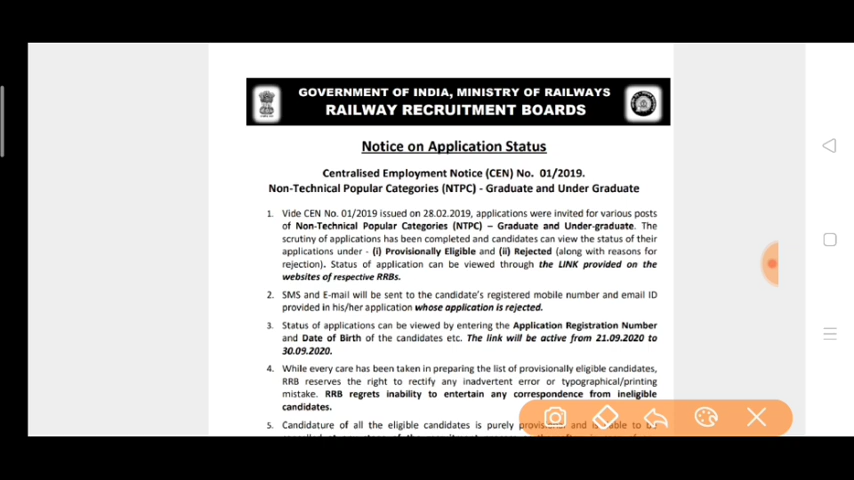 GOVERNMENT OF INDIA, MINISTRY OF RAILWAYS
RAILWAY RECRUITMENT BOARDS
Notice on Application Status
Centralised Employment Notice (CEN) No. 01/2019.
Non-Technical Popular Categories (NTPC) - Graduate and Under Graduate
1. Vide CEN No. 01/2019 issued on 28.02.2019, applications were invited for various posts
of Non-Technical Popular Categories (NTPC) – Graduate and Under-graduate. The
scrutiny of applications has been completed and candidates can view the status of their
applications under - (i) Provisionally Eligible and (ii) Rejected (along with reasons for
rejection). Status of application can be viewed through the LINK provided on the
websites of respective RRBs.
2. SMS and E-mail will be sent to the candidate's registered mobile number and email ID
provided in his/her application whose application is rejected.
3. Status of applications can be viewed by entering the Application Registration Number
and Date of Birth of the candidates etc. The link will be active from 21.09.2020 to
30.09.2020.
4. While every care has been taken in preparing the list of provisionally eligible candidates,
RRB reserves the right to rectify any inadvertent error or typographical/printing
mistake. RRB regrets inability to entertain any correspondence from ineligible
candidates.
5. Candidature of all the eligible candidates is purely and to be